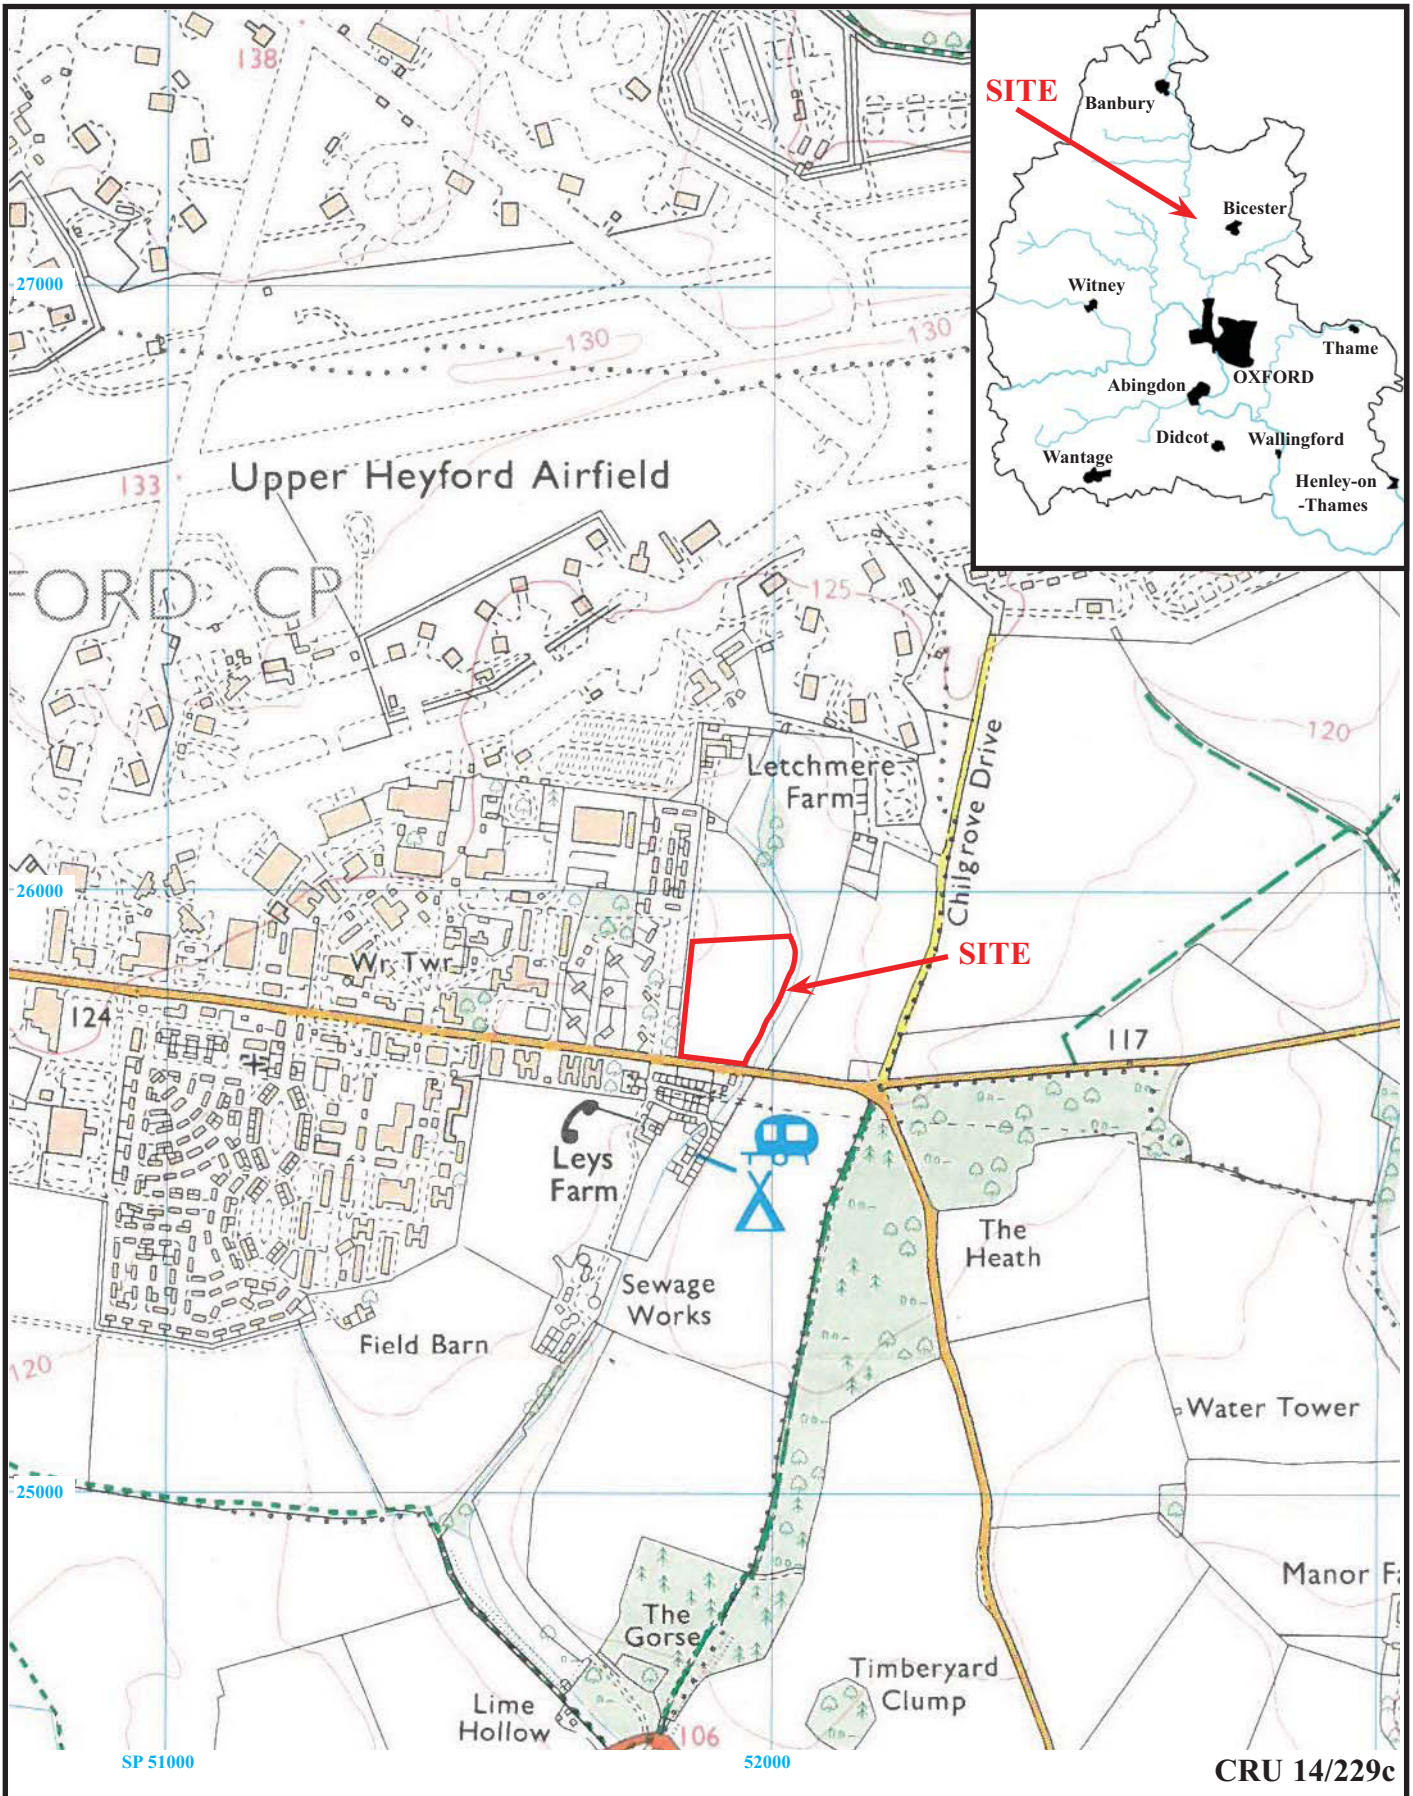 138
SITE
Banbury
Bicester
27000
Witney
130
130
Thame
OXFORD
Abingdon
Didcot
Wallingford
Wantage
Henley-on
-Thames
133
Upper Heyford Airfield
FORD CP
125
120
Chilgrove Drive
Letchmere
Farm
26000
SITE
Wr Twr
124
117
Leys
Farm
The
Heath
Sewage
Works
Field Barn
120
Water Tower
25000
Manor Fa
The
Gorse
Timberyard
Clump
Lime
Hollow
106
SP 51000
52000
CRU 14/229c